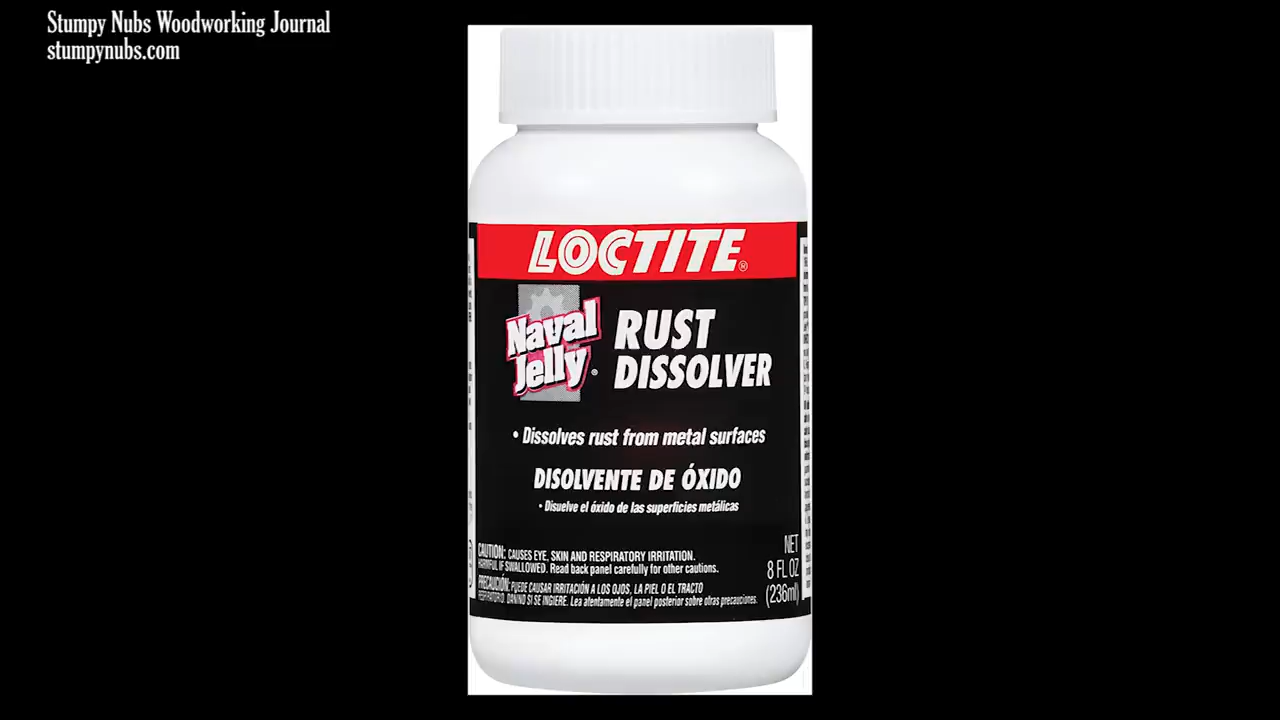 Stumpy Nubs Woodworking Journal
stumpynubs.com
LOCTITE®
Naval
Jelly®
RUST
DISSOLVER
• Dissolves rust from metal surfaces
DISOLVENTE DE ÓXIDO
• Disuelve el óxido de las superficies metálicas
CAUTION: CAUSES EYE, SKIN AND RESPIRATORY IRRITATION.
HARMFUL IF SWALLOWED. Read back panel carefully for other cautions.
PRECAUCIÓN: PUEDE CAUSAR IRRITACIÓN A LOS OJOS, LA PIEL O EL TRACTO
RESPIRATORIO. DANINO SI SE INGIERE. Lea atentamente el panel posterior sobre otras precauciones.
NET
8 FL OZ
(236ml)